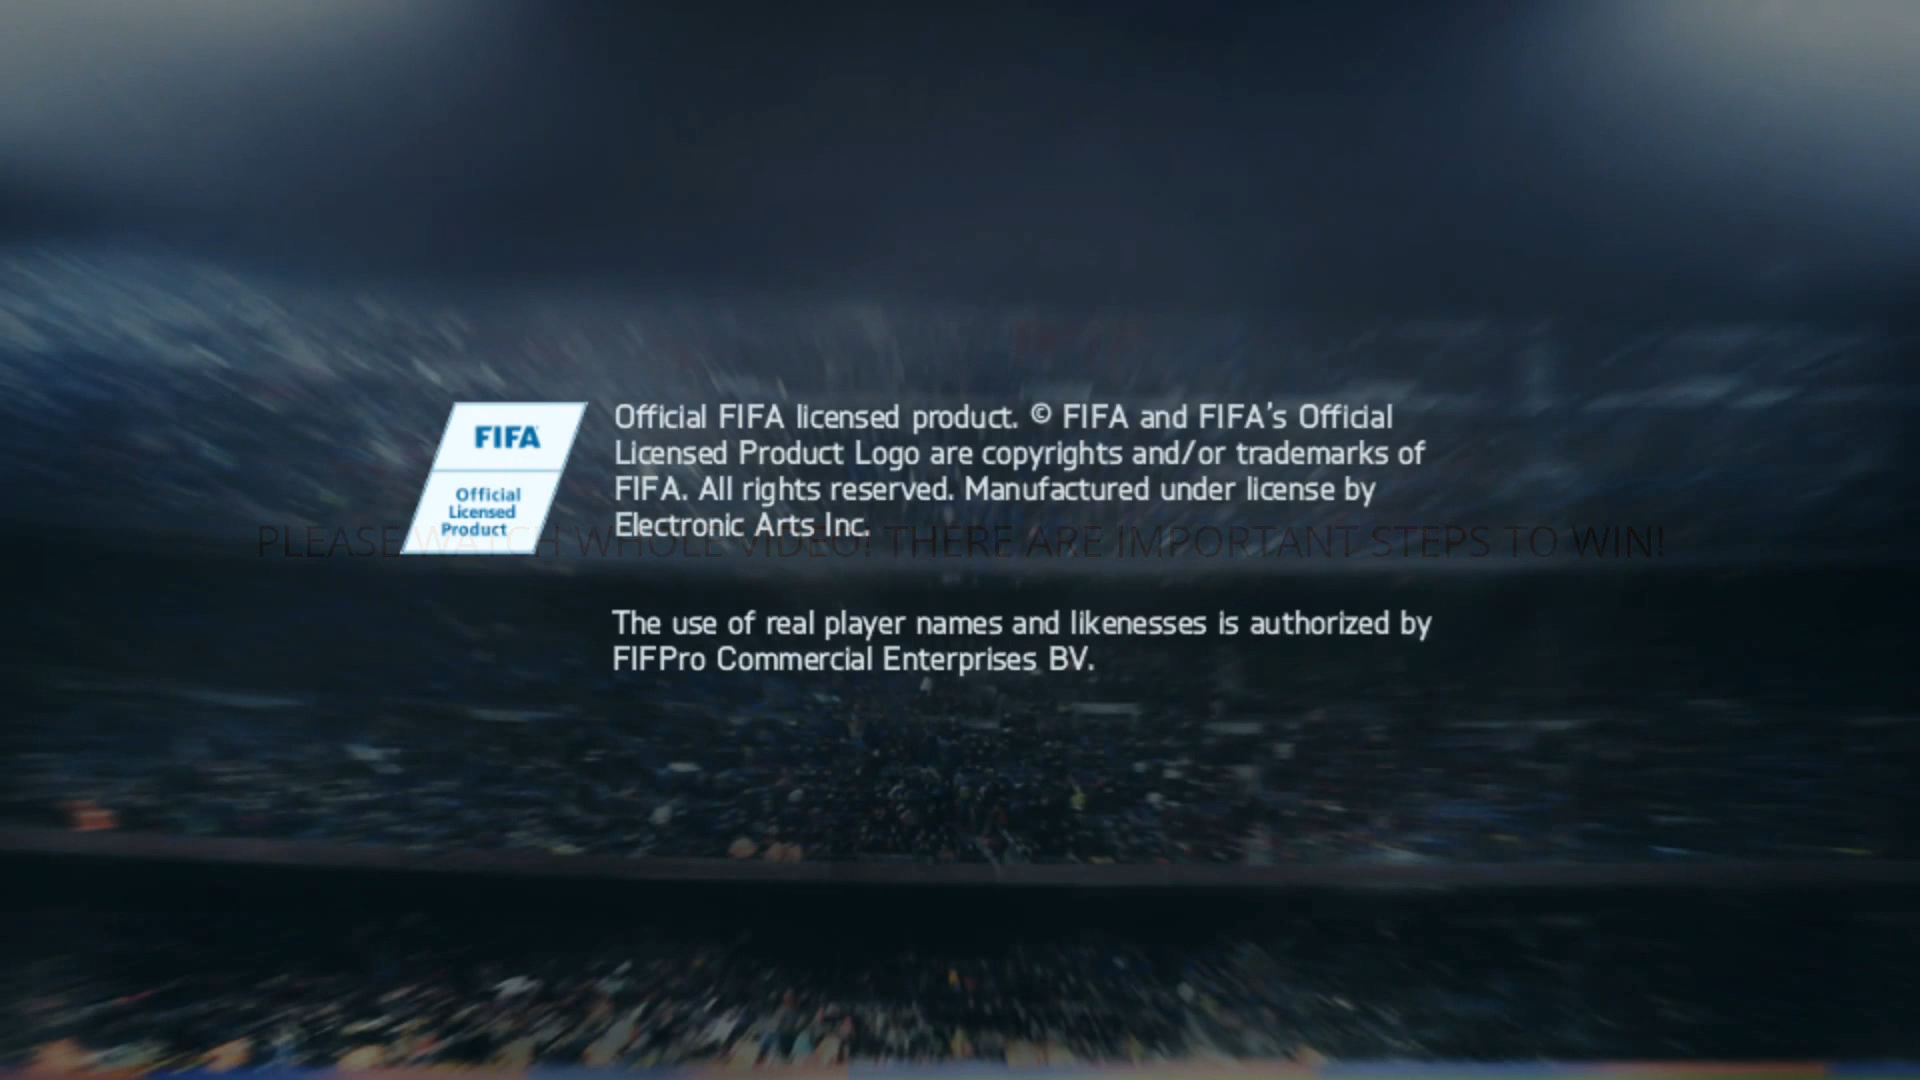 FIFA
Official
Licensed
Product
Official FIFA licensed product. © FIFA and FIFA's Official
Licensed Product Logo are copyrights and/or trademarks of
FIFA. All rights reserved. Manufactured under license by
Electronic Arts Inc.
PLEASE WATCH WHOLE VIDEO! THERE ARE IMPORTANT STEPS TO WIN!
The use of real player names and likenesses is authorized by
FIFPro Commercial Enterprises BV.